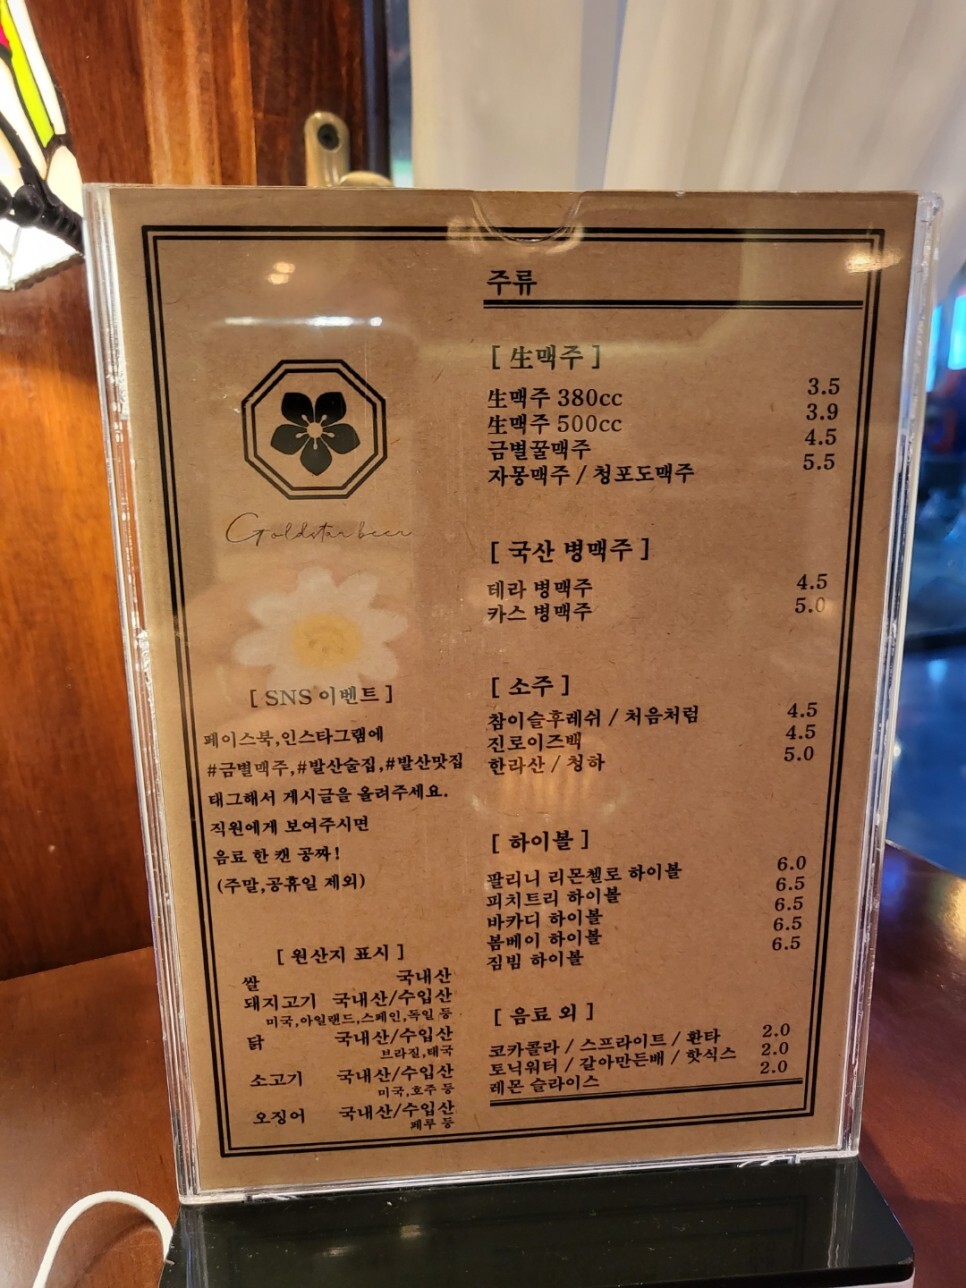 Goldstar beer
[ SNS 이벤트 ]
페이스북,인스타그램에
#금별맥주,#발산술집,#발산맛집
태그해서 게시글을 올려주세요.
직원에게 보여주시면
음료 한 캔 공짜!
(주말,공휴일 제외)
[ 원산지 표시 ]
쌀 국내산
돼지고기 국내산/수입산
미국,아일랜드,스페인,독일 등
닭 국내산/수입산
브라질,태국
소고기 국내산/수입산
미국,호주 등
오징어 국내산/수입산
페루 등
주류
[ 生맥주 ]
生맥주 380cc 3.5
生맥주 500cc 3.9
금별꿀맥주 4.5
자몽맥주 / 청포도맥주 5.5
[ 국산 병맥주 ]
테라 병맥주 4.5
카스 병맥주 5.0
[ 소주 ]
참이슬후레쉬 / 처음처럼 4.5
진로이즈백 4.5
한라산 / 청하 5.0
[ 하이볼 ]
팔리니 리몬첼로 하이볼 6.0
피치트리 하이볼 6.5
바카디 하이볼 6.5
봄베이 하이볼 6.5
짐빔 하이볼 6.5
[ 음료 외 ]
코카콜라 / 스프라이트 / 환타 2.0
토닉워터 / 갈아만든배 / 핫식스 2.0
레몬 슬라이스 2.0